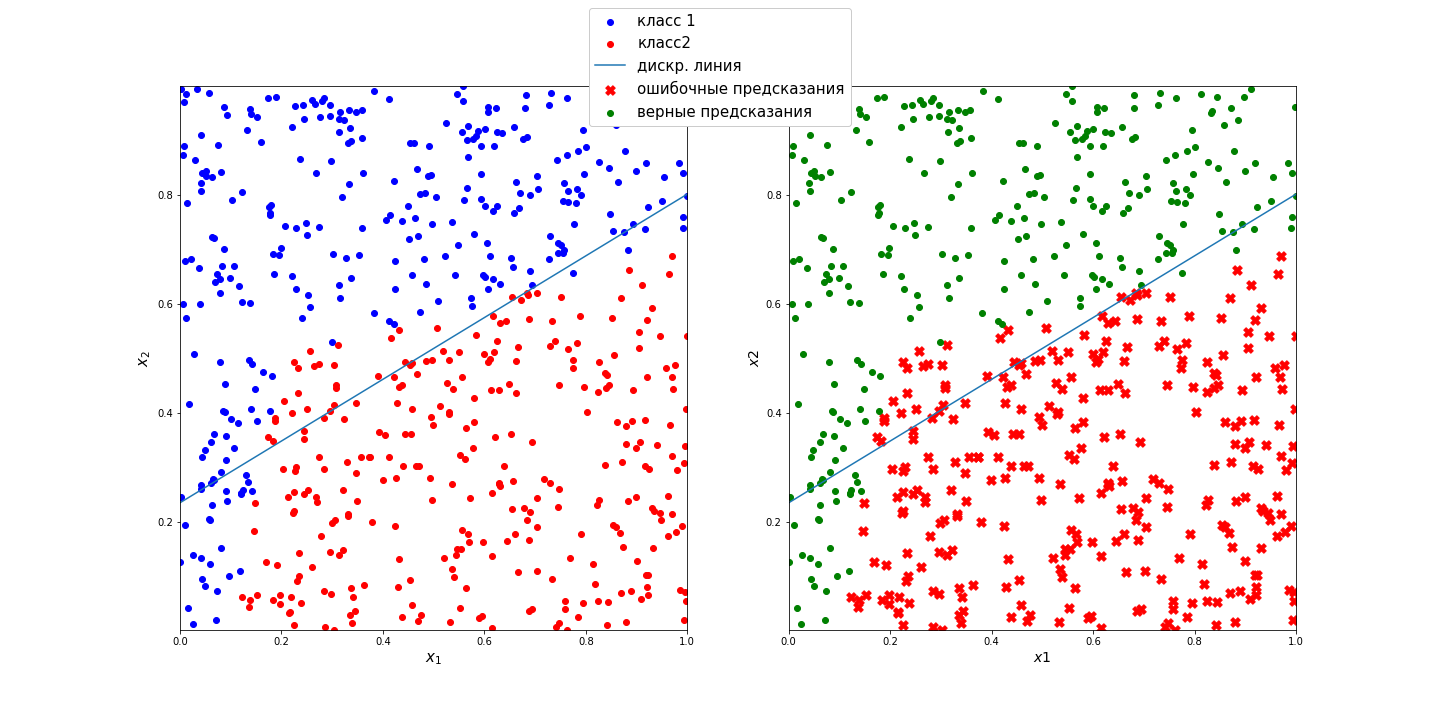 класс 1
класс2
дискр. линия
ошибочные предсказания
верные предсказания
0.8
0.6
0.4
0.2
x₂
0.0 0.2 0.4 0.6 0.8 1.0
x₁
0.8
0.6
0.4
0.2
x2
0.0 0.2 0.4 0.6 0.8 1.0
x1